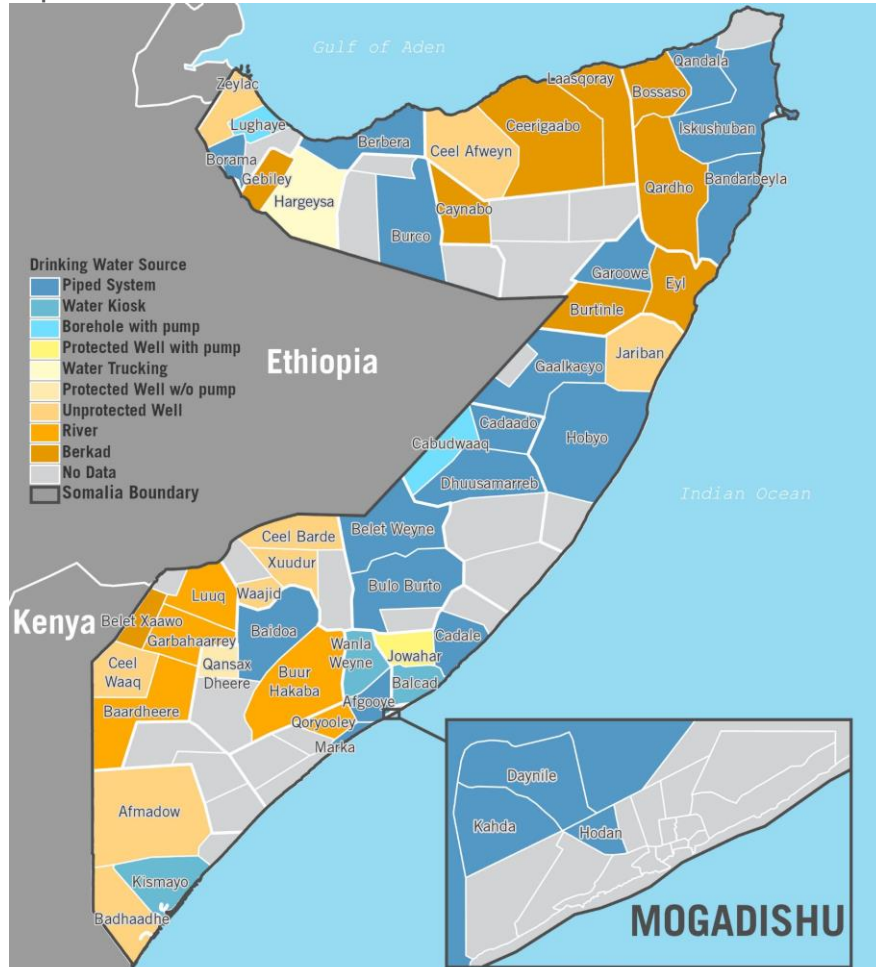 Gulf of Aden
Zeylac
Lughaye
Borama
Gebiley
Hargeysa
Berbera
Burco
Ceel Afweyn
Caynabo
Ceerigaabo
Laasqoray
Bossaso
Qandala
Iskushuban
Bandarbeyla
Qardho
Garoowe
Eyl
Burtinle
Jariban
Drinking Water Source
Piped System
Water Kiosk
Borehole with pump
Protected Well with pump
Water Trucking
Protected Well w/o pump
Unprotected Well
River
Berkad
No Data
Somalia Boundary
Ethiopia
Gaalkacyo
Cadaado
Hobyo
Cabudwaaq
Dhuusamarreb
Indian Ocean
Belet Weyne
Ceel Barde
Xuudur
Waajid
Bulo Burto
Luuq
Kenya
Belet Xaawo
Garbahaarrey
Baidoa
Ceel
Waaq
Qansax
Dheere
Buur
Hakaba
Wanla
Weyne
Jowahar
Cadale
Balcad
Afgooye
Baardheere
Qoryooley
Marka
Afmadow
Kismayo
Badhaadhe
Daynile
Kahda
Hodan
MOGADISHU